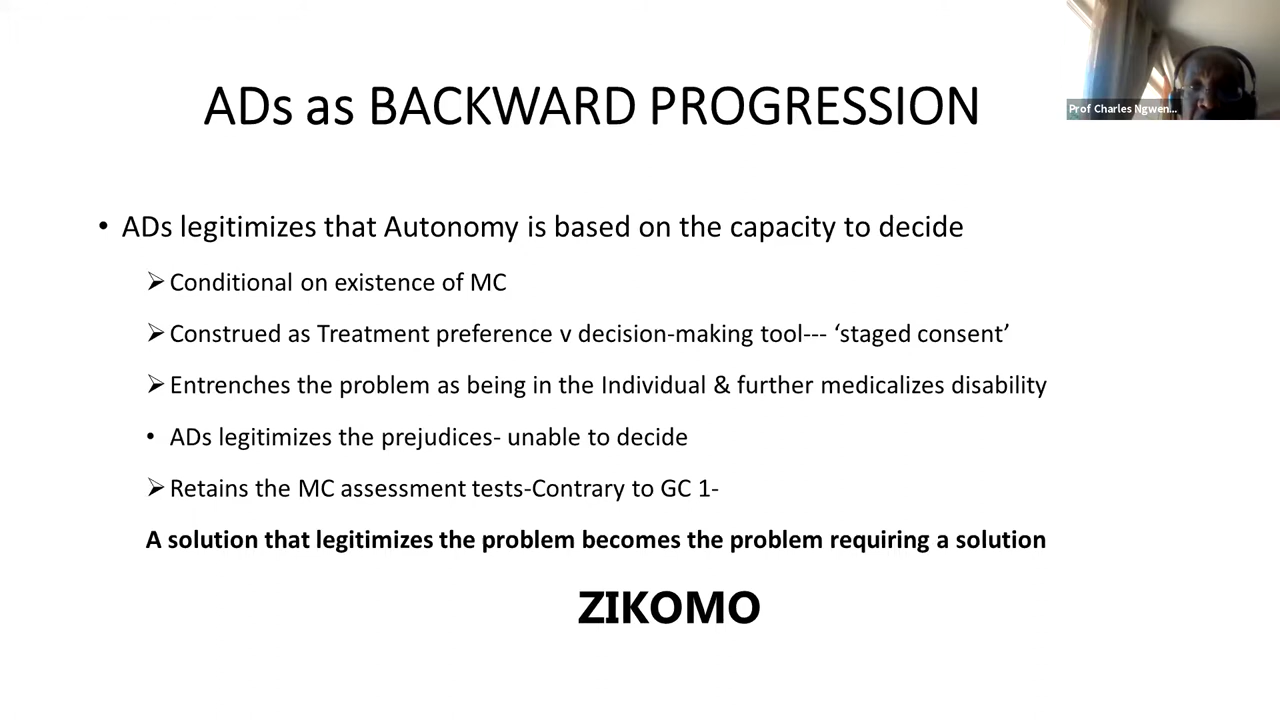 ADs as BACKWARD PROGRESSION
Prof Charles Ngwen...
• ADs legitimizes that Autonomy is based on the capacity to decide
➢ Conditional on existence of MC
➢ Construed as Treatment preference v decision-making tool--- ‘staged consent’
➢ Entrenches the problem as being in the Individual & further medicalizes disability
• ADs legitimizes the prejudices- unable to decide
➢ Retains the MC assessment tests-Contrary to GC 1-
A solution that legitimizes the problem becomes the problem requiring a solution
ZIKOMO